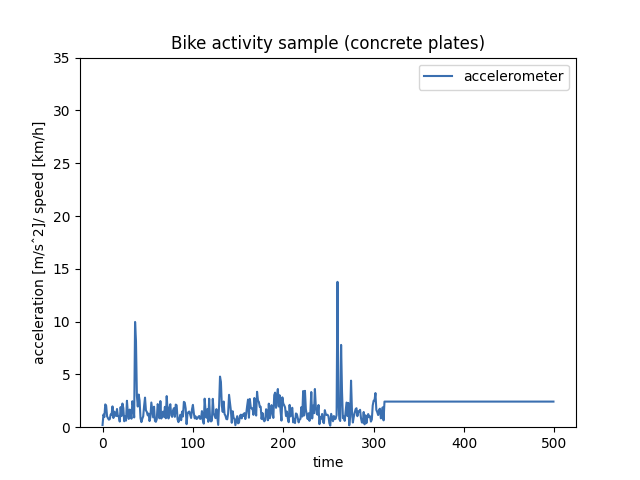 Bike activity sample (concrete plates)
accelerometer
35
30
25
20
15
10
5
0
acceleration [m/sˆ2]/ speed [km/h]
0 100 200 300 400 500
time